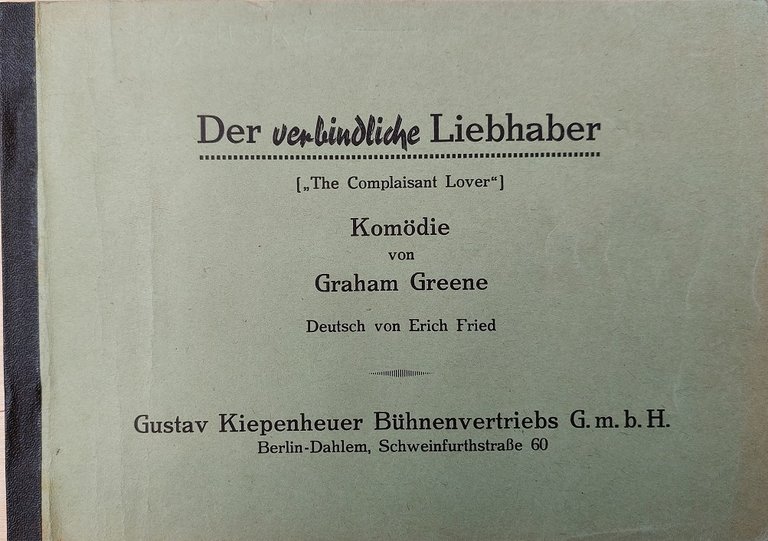 Der verbindliche Liebhaber
[„The Complaisant Lover“]
Komödie
von
Graham Greene
Deutsch von Erich Fried
Gustav Kiepenheuer Bühnenvertriebs G. m. b. H.
Berlin-Dahlem, Schweinfurthstraße 60